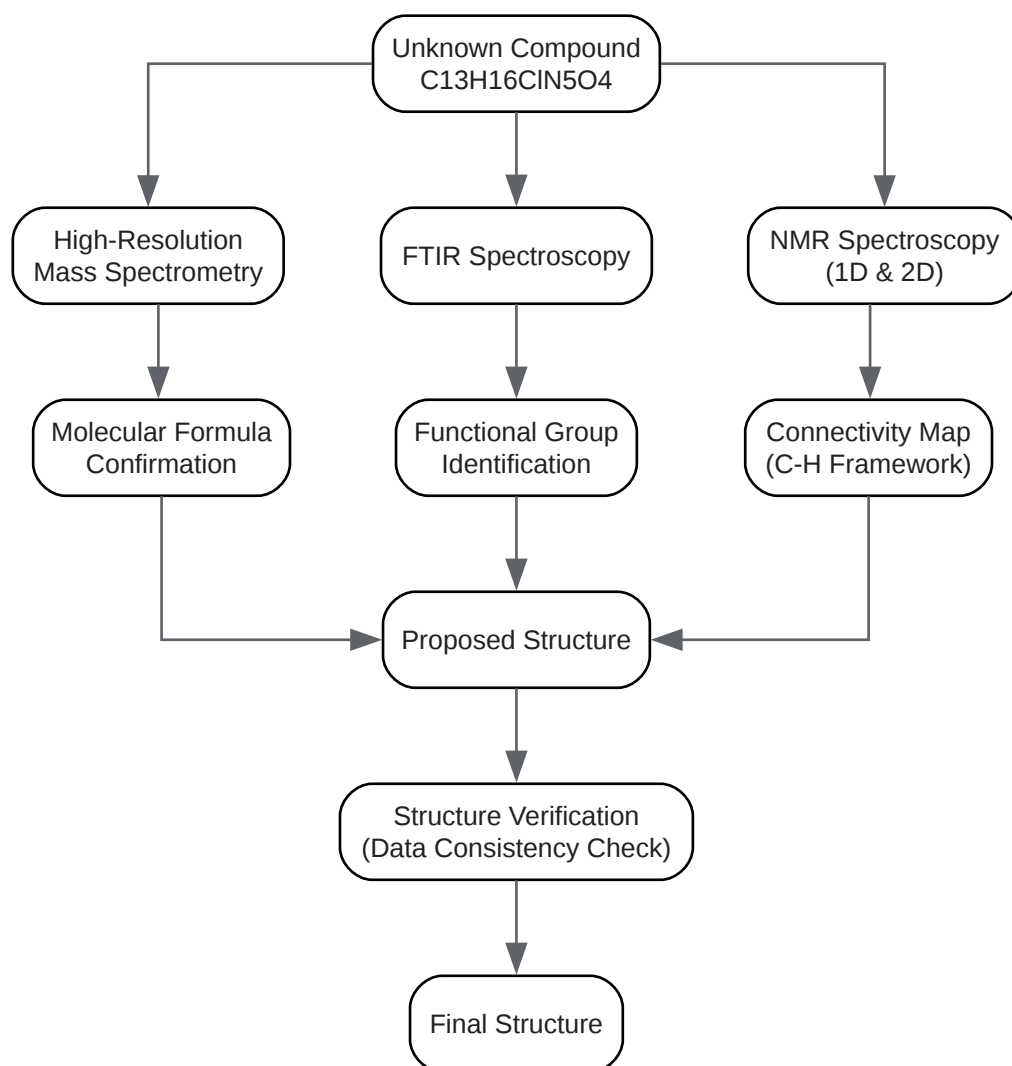 Unknown Compound
C13H16ClN5O4
High-Resolution
Mass Spectrometry
FTIR Spectroscopy
NMR Spectroscopy
(1D & 2D)
Molecular Formula
Confirmation
Functional Group
Identification
Connectivity Map
(C-H Framework)
Proposed Structure
Structure Verification
(Data Consistency Check)
Final Structure